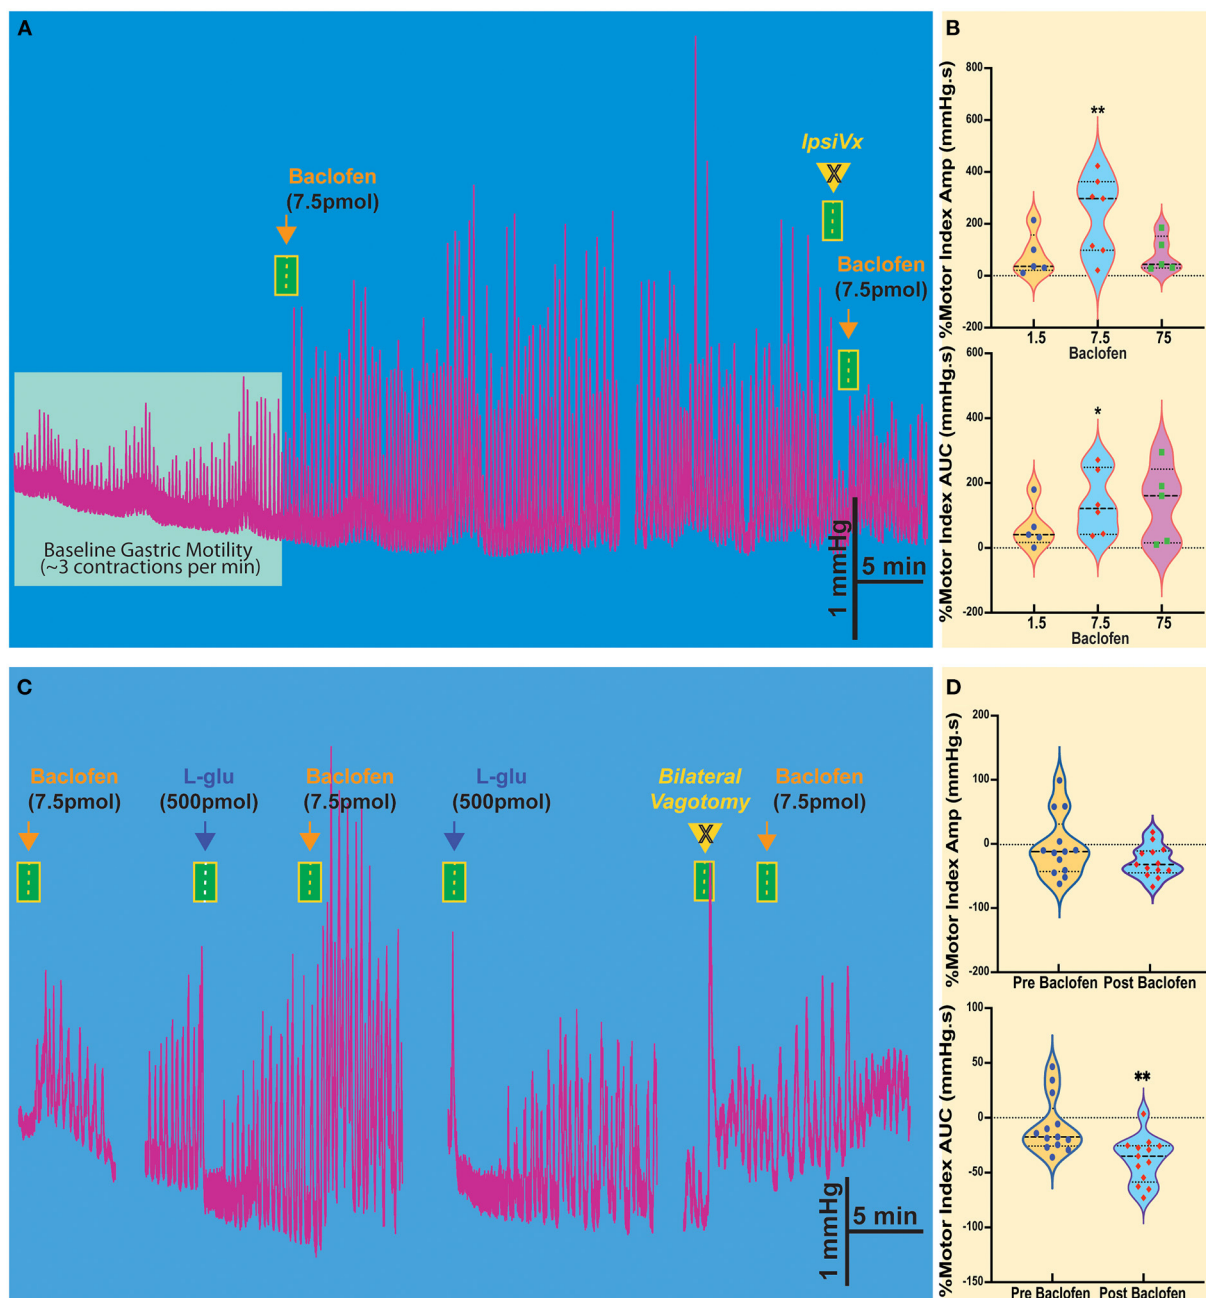 A
Baclofen
(7.5pmol)
IpsiVx
X
Baclofen
(7.5pmol)
Baseline Gastric Motility
(~3 contractions per min)
1 mmHg
5 min
B
%Motor Index Amp (mmHg.s)
800
600
400
200
0
-200
**
1.5
7.5
75
Baclofen
%Motor Index AUC (mmHg.s)
600
400
200
0
-200
*
1.5
7.5
75
Baclofen
C
Baclofen
(7.5pmol)
L-glu
(500pmol)
Baclofen
(7.5pmol)
L-glu
(500pmol)
Bilateral
Vagotomy
X
Baclofen
(7.5pmol)
1 mmHg
5 min
D
%Motor Index Amp (mmHg.s)
200
100
0
-100
-200
Pre Baclofen
Post Baclofen
%Motor Index AUC (mmHg.s)
100
50
0
-50
-100
-150
**
Pre Baclofen
Post Baclofen